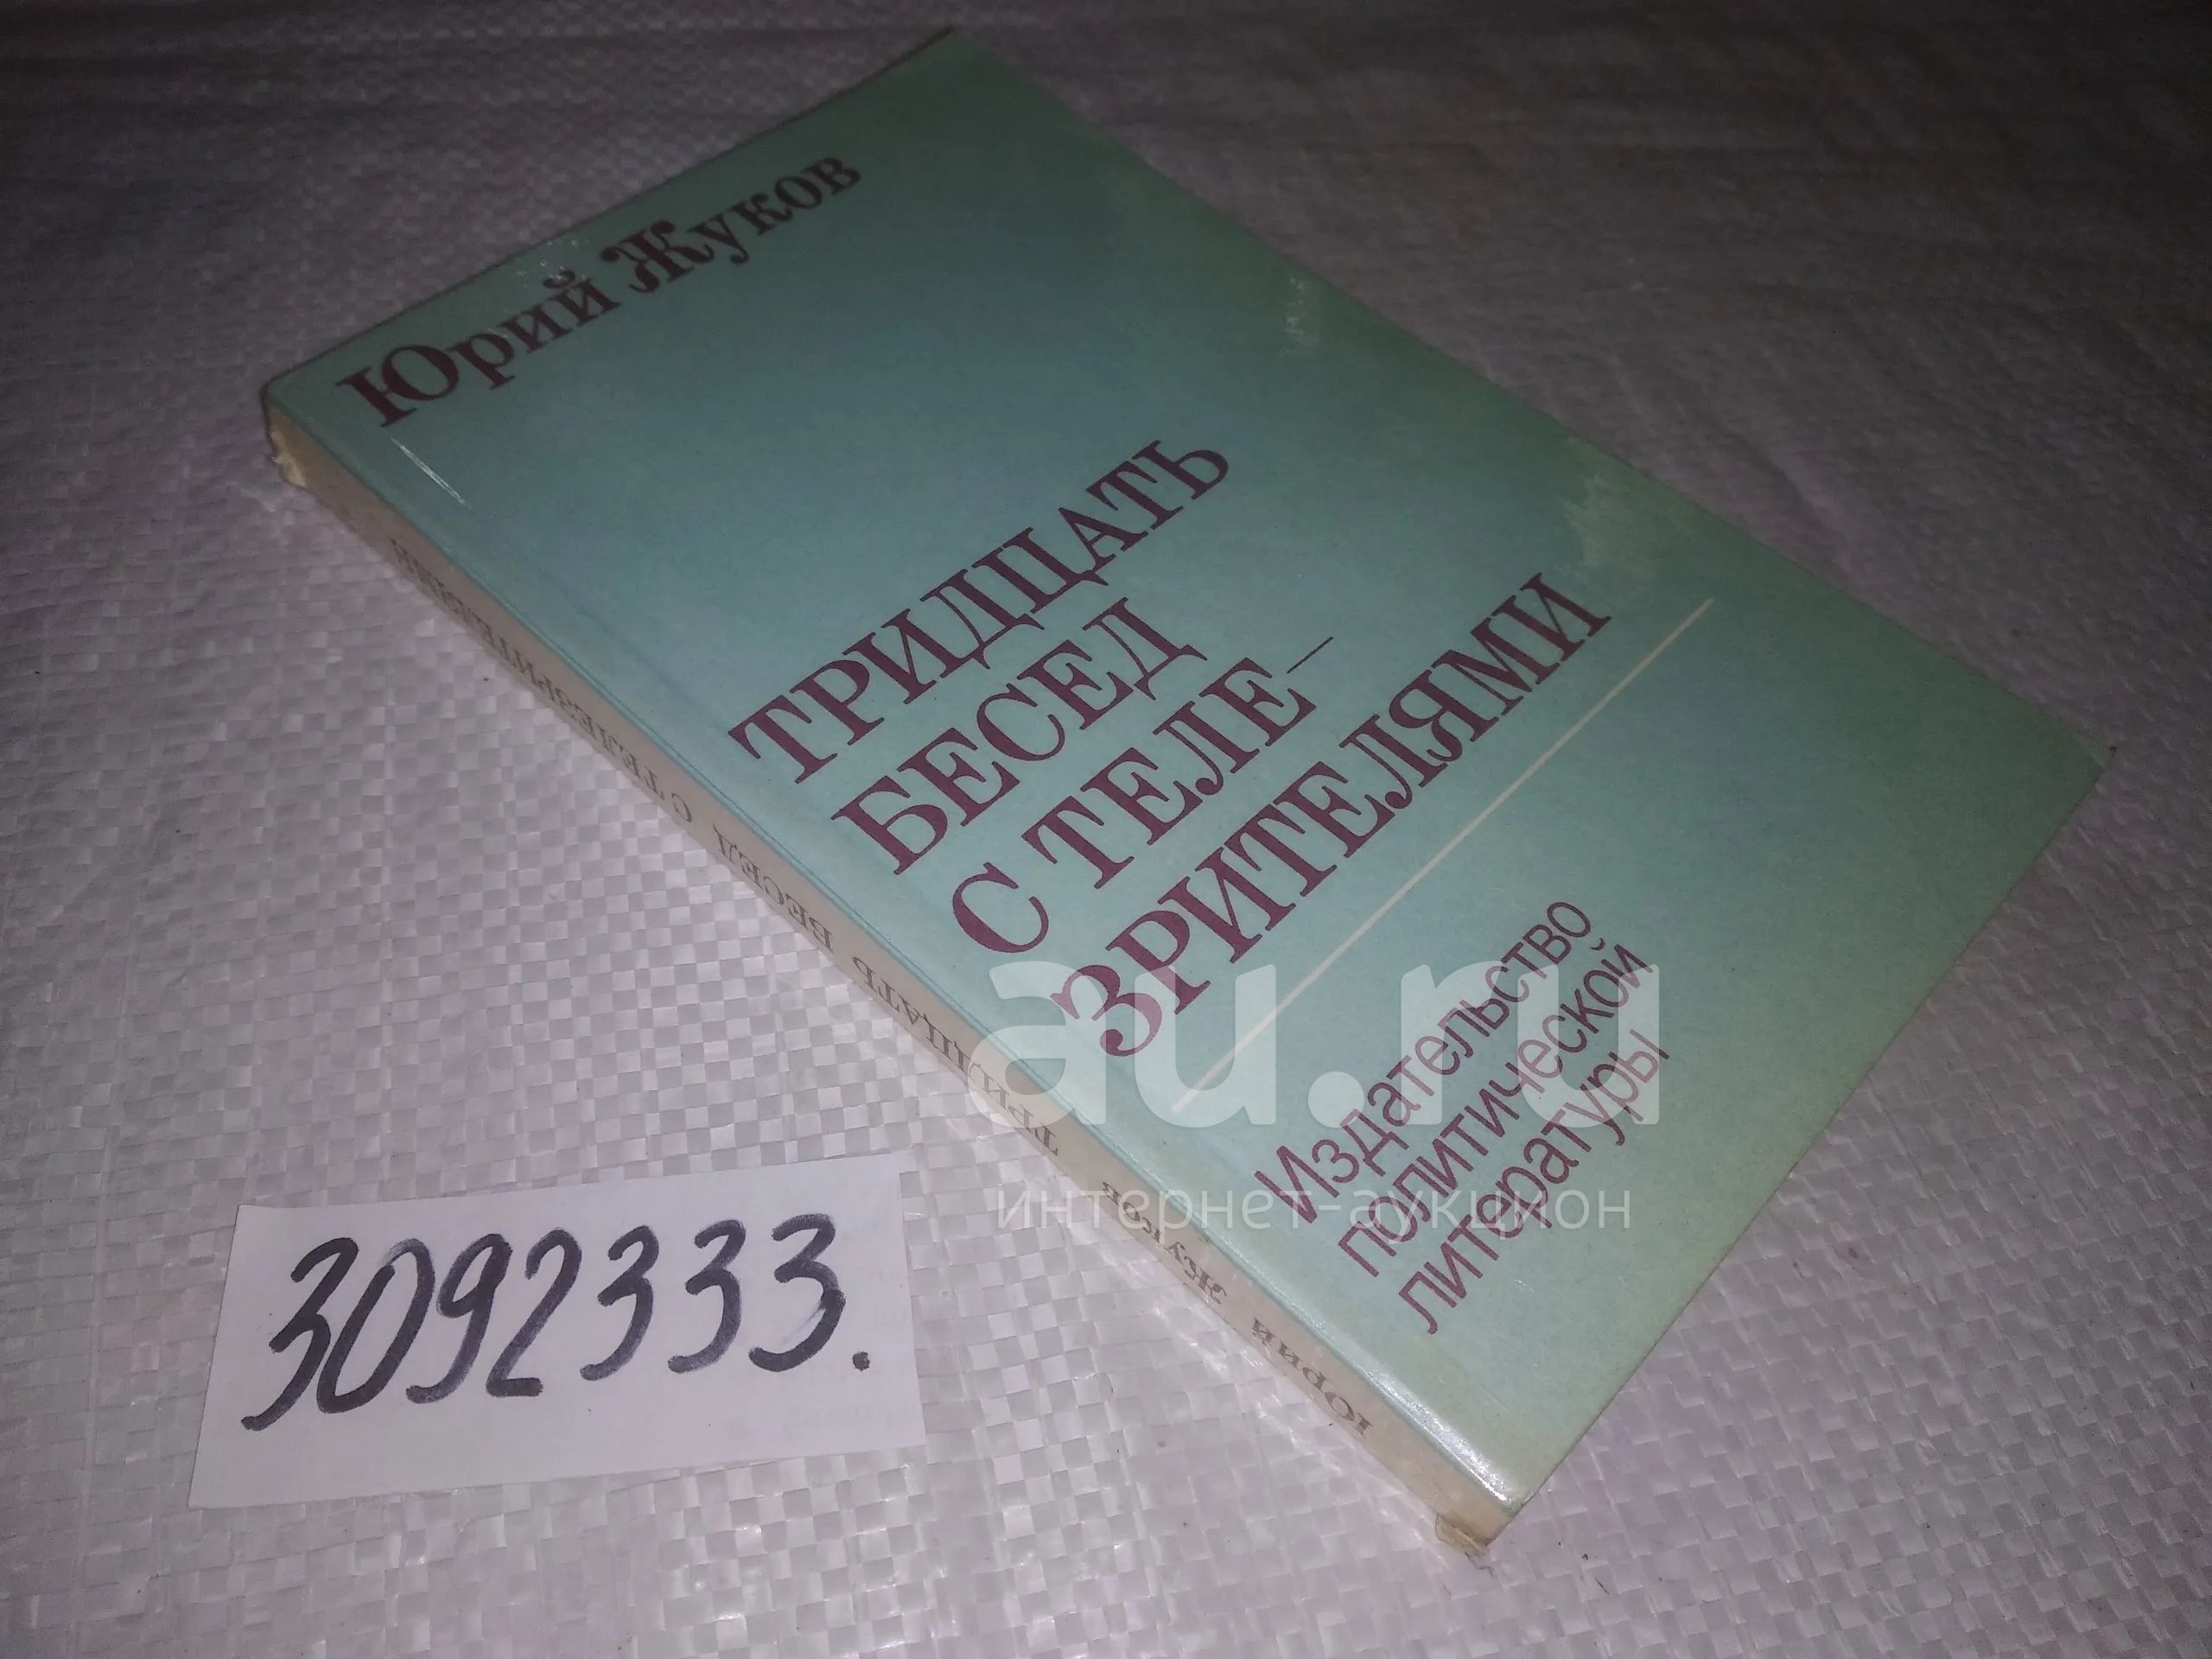 Юрий Жуков
ТРИДЦАТЬ
БЕСЕД
С ТЕЛЕ-
ЗРИТЕЛЯМИ
Издательство
политической
литературы
Юрий Жуков ТРИДЦАТЬ БЕСЕД С ТЕЛЕЗРИТЕЛЯМИ
3092333.
au.ru
интернет-аукцион